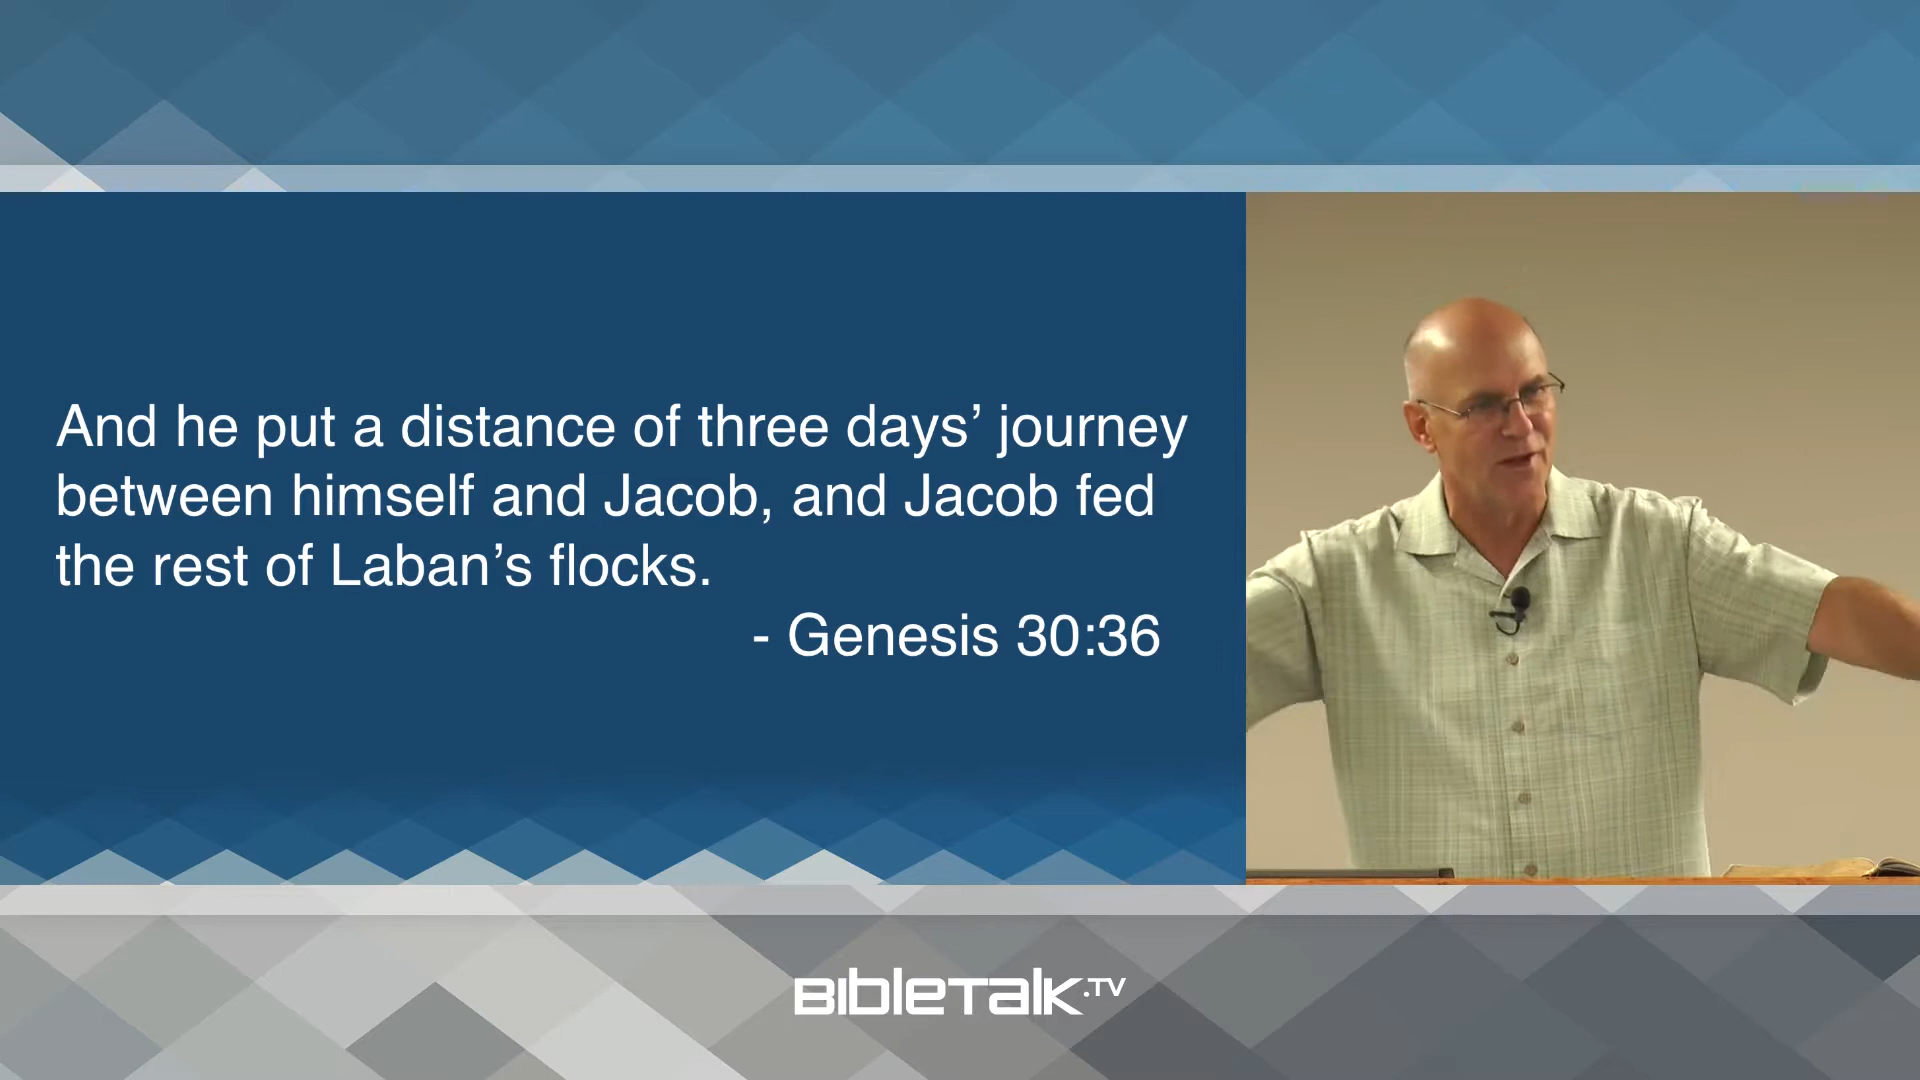 And he put a distance of three days’ journey
between himself and Jacob, and Jacob fed
the rest of Laban’s flocks.
- Genesis 30:36
BIBLETALK.TV